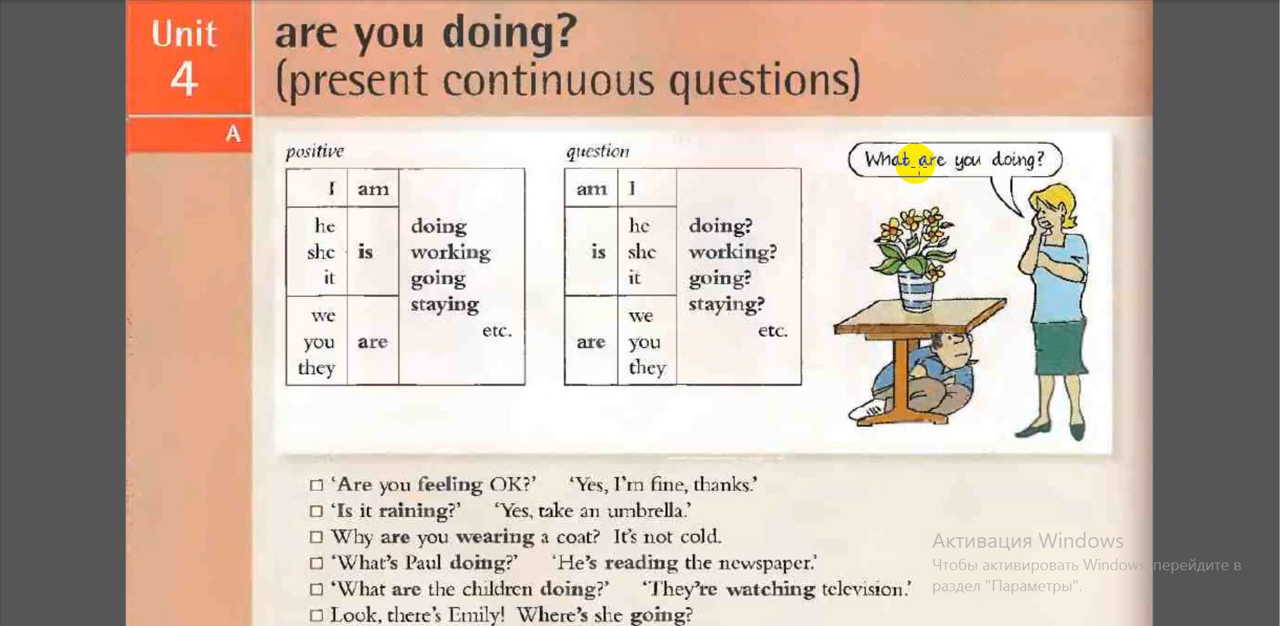 Unit
4
are you doing?
(present continuous questions)
A
positive
question
What are you doing?
I am
am I
he
she is
it
doing
working
going
staying
etc.
he
is she
it
doing?
working?
going?
staying?
etc.
we
you are
they
we
are you
they
□ ‘Are you feeling OK?’ ‘Yes, I’m fine, thanks.’
□ ‘Is it raining?’ ‘Yes, take an umbrella.’
□ Why are you wearing a coat? It’s not cold.
□ ‘What’s Paul doing?’ ‘He’s reading the newspaper.’
□ ‘What are the children doing?’ ‘They’re watching television.’
□ Look, there’s Emily! Where’s she going?
Активация Windows
Чтобы активировать Windows, перейдите в
раздел "Параметры".